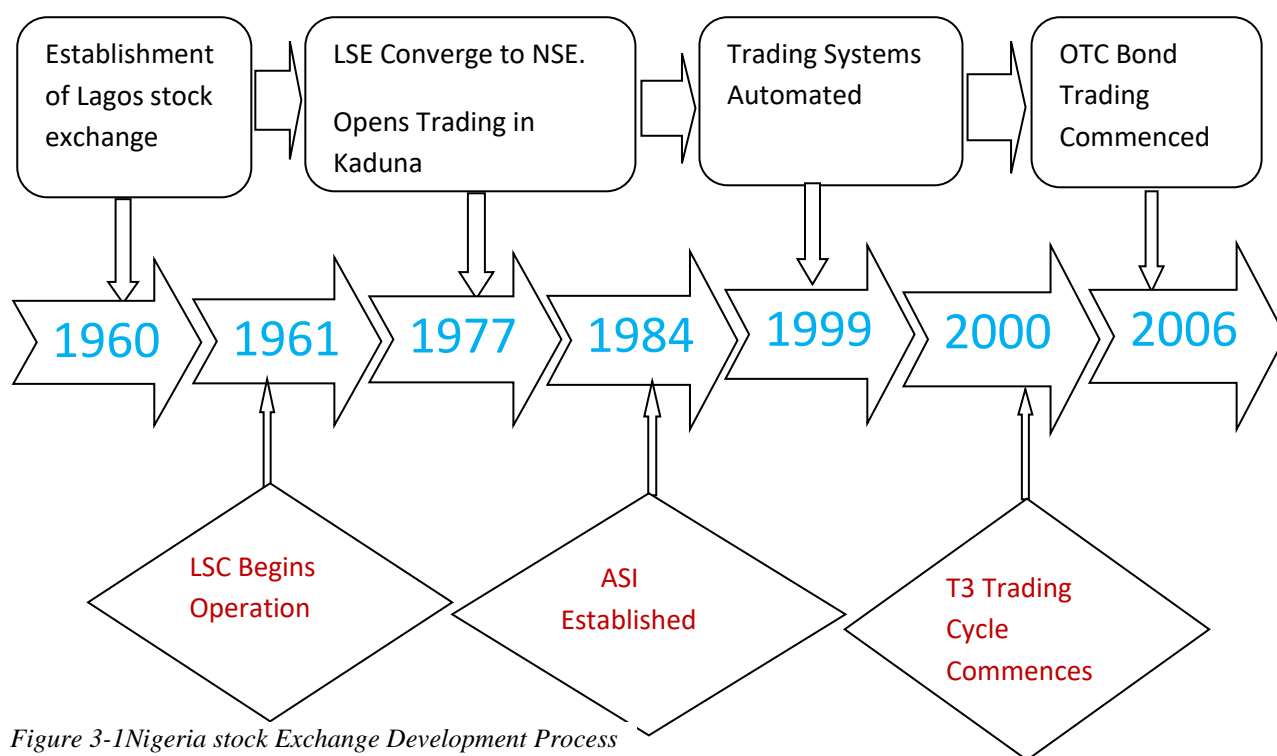 Establishment
of Lagos stock
exchange
LSE Converge to NSE.
Opens Trading in
Kaduna
Trading Systems
Automated
OTC Bond
Trading
Commenced
1960
1961
1977
1984
1999
2000
2006
LSC Begins
Operation
ASI
Established
T3 Trading
Cycle
Commences
Figure 3-1Nigeria stock Exchange Development Process